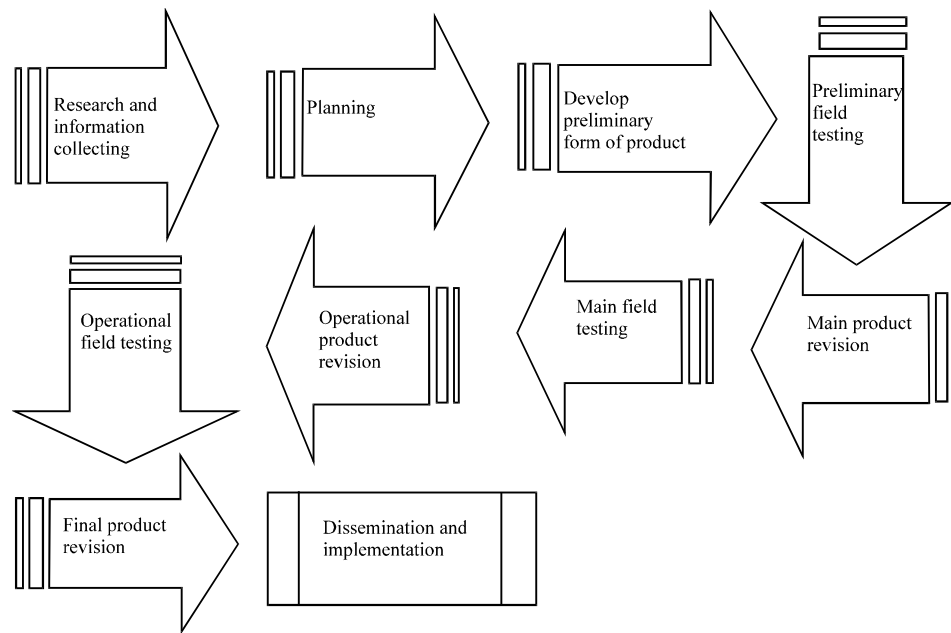 Research and
information
collecting
Planning
Develop
preliminary
form of product
Preliminary
field
testing
Main product
revision
Main field
testing
Operational
product
revision
Operational
field testing
Final product
revision
Dissemination and
implementation